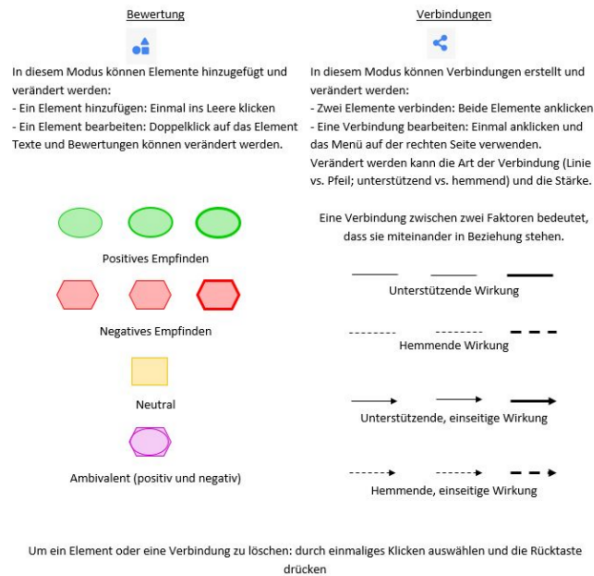 Bewertung
In diesem Modus können Elemente hinzugefügt und
verändert werden:
- Ein Element hinzufügen: Einmal ins Leere klicken
- Ein Element bearbeiten: Doppelklick auf das Element
Texte und Bewertungen können verändert werden.
Positives Empfinden
Negatives Empfinden
Neutral
Ambivalent (positiv und negativ)
Verbindungen
In diesem Modus können Verbindungen erstellt und
verändert werden:
- Zwei Elemente verbinden: Beide Elemente anklicken
- Eine Verbindung bearbeiten: Einmal anklicken und
das Menü auf der rechten Seite verwenden.
Verändert werden kann die Art der Verbindung (Linie
vs. Pfeil; unterstützend vs. hemmend) und die Stärke.
Eine Verbindung zwischen zwei Faktoren bedeutet,
dass sie miteinander in Beziehung stehen.
Unterstützende Wirkung
Hemmende Wirkung
Unterstützende, einseitige Wirkung
Hemmende, einseitige Wirkung
Um ein Element oder eine Verbindung zu löschen: durch einmaliges Klicken auswählen und die Rücktaste
drücken